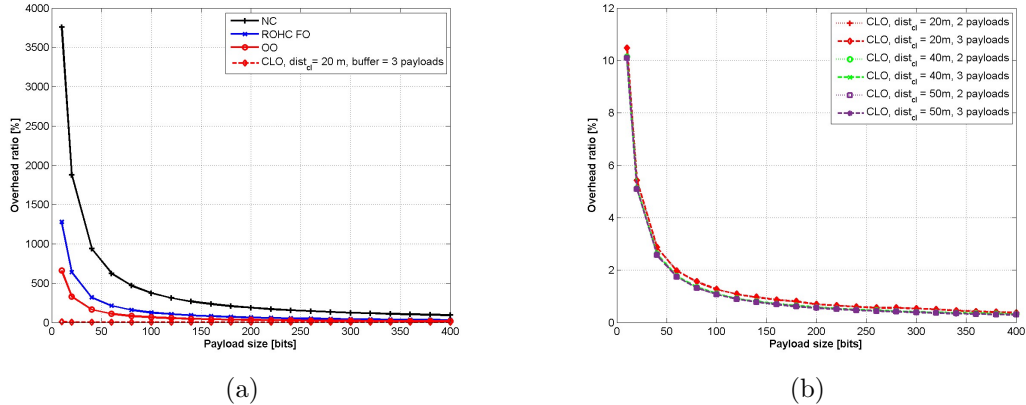 4000
3500
3000
2500
2000
1500
1000
500
0
Overhead ratio [%]
0 50 100 150 200 250 300 350 400
Payload size [bits]
NC
ROHC FO
OO
CLO, dist_cl = 20 m, buffer = 3 payloads
(a)
12
10
8
6
4
2
0
Overhead ratio [%]
0 50 100 150 200 250 300 350 400
Payload size [bits]
CLO, dist_cl = 20m, 2 payloads
CLO, dist_cl = 20m, 3 payloads
CLO, dist_cl = 40m, 2 payloads
CLO, dist_cl = 40m, 3 payloads
CLO, dist_cl = 50m, 2 payloads
CLO, dist_cl = 50m, 3 payloads
(b)